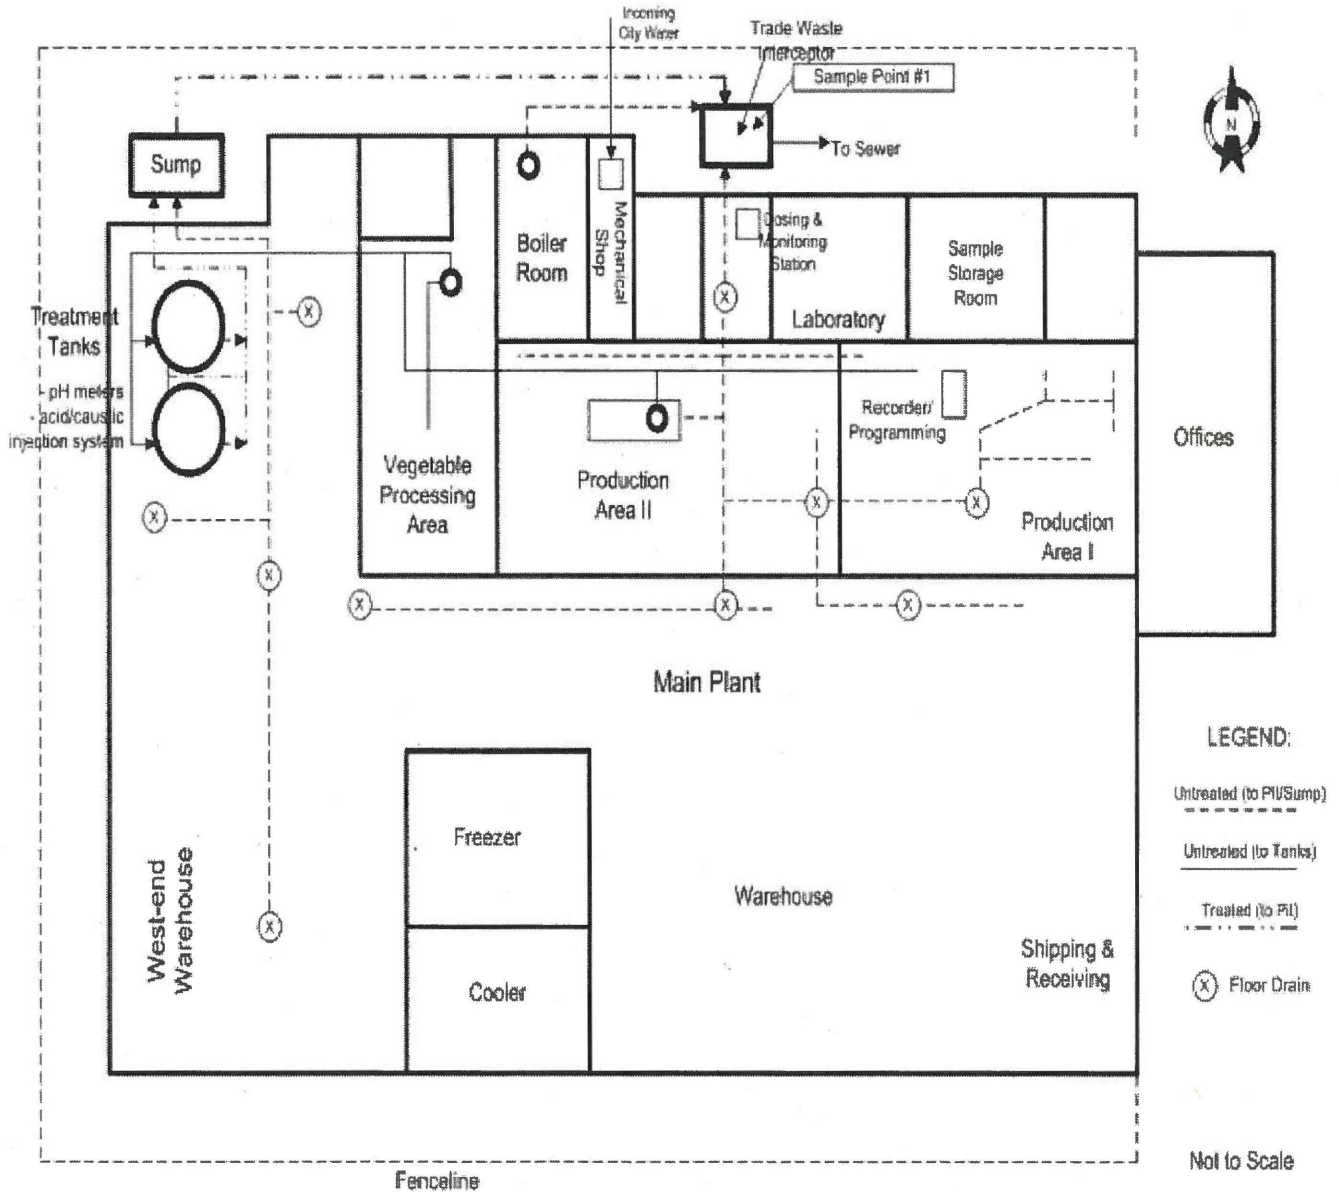 Incoming
City Water
Trade Waste
Interceptor
Sample Point #1
N
To Sewer
Sump
Boiler
Room
Mechanical
Shop
Dosing &
Monitoring
Station
Sample
Storage
Room
Laboratory
X
X
Treatment
Tanks
- pH meters
- acid/caustic
injection system
Recorder/
Programming
Offices
Vegetable
Processing
Area
Production
Area II
Production
Area I
X
X
X
X
X
X
X
Main Plant
LEGEND:
Untreated (to Pit/Sump)
Untreated (to Tanks)
Treated (to Pit)
X Floor Drain
Freezer
Warehouse
West-end
Warehouse
X
Shipping &
Receiving
Cooler
Not to Scale
Fenceline